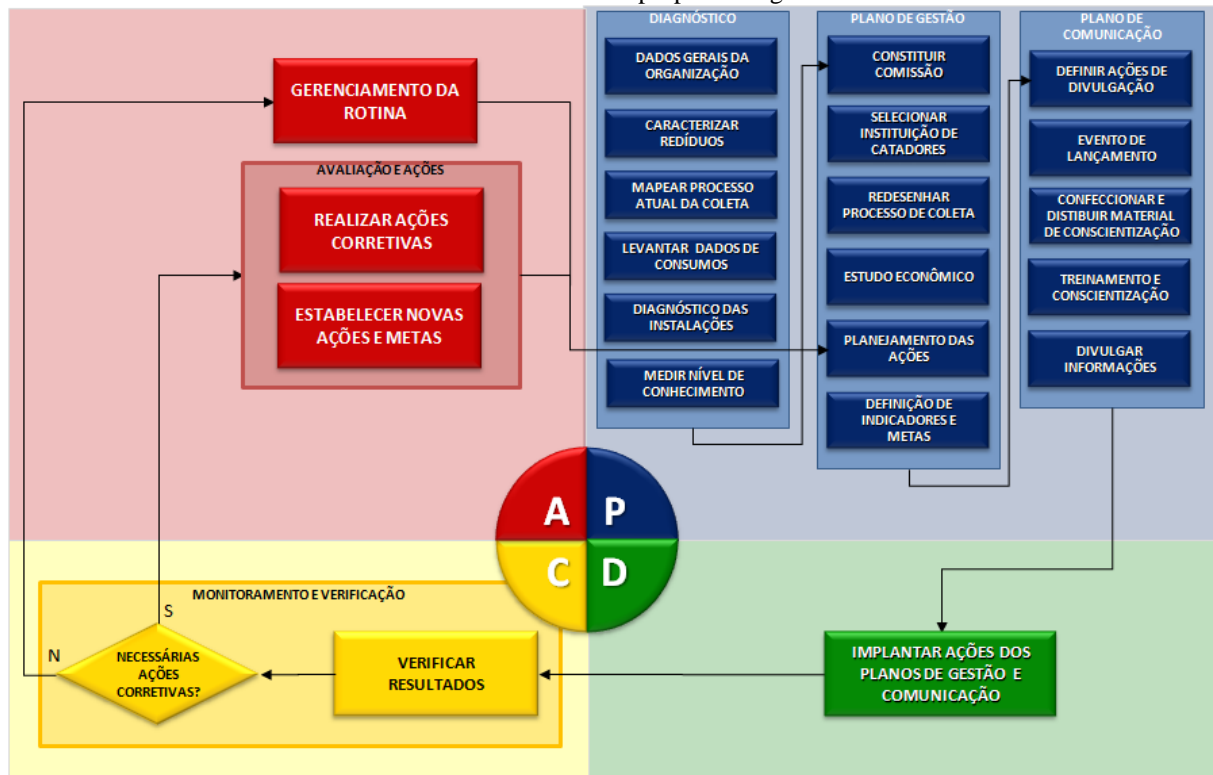 DIAGNÓSTICO
DADOS GERAIS DA
ORGANIZAÇÃO
CARACTERIZAR
REDÍDUOS
MAPEAR PROCESSO
ATUAL DA COLETA
LEVANTAR DADOS DE
CONSUMOS
DIAGNÓSTICO DAS
INSTALAÇÕES
MEDIR NÍVEL DE
CONHECIMENTO
PLANO DE GESTÃO
CONSTITUIR
COMISSÃO
SELECIONAR
INSTITUIÇÃO DE
CATADORES
REDESENHAR
PROCESSO DE COLETA
ESTUDO ECONÔMICO
PLANEJAMENTO DAS
AÇÕES
DEFINIÇÃO DE
INDICADORES E
METAS
PLANO DE
COMUNICAÇÃO
DEFINIR AÇÕES DE
DIVULGAÇÃO
EVENTO DE
LANÇAMENTO
CONFECCIONAR E
DISTIBUIR MATERIAL
DE CONSCIENTIZAÇÃO
TREINAMENTO E
CONSCIENTIZAÇÃO
DIVULGAR
INFORMAÇÕES
GERENCIAMENTO DA
ROTINA
AVALIAÇÃO E AÇÕES
REALIZAR AÇÕES
CORRETIVAS
ESTABELECER NOVAS
AÇÕES E METAS
A P
C D
MONITORAMENTO E VERIFICAÇÃO
S
N
NECESSÁRIAS
AÇÕES
CORRETIVAS?
VERIFICAR
RESULTADOS
IMPLANTAR AÇÕES DOS
PLANOS DE GESTÃO E
COMUNICAÇÃO